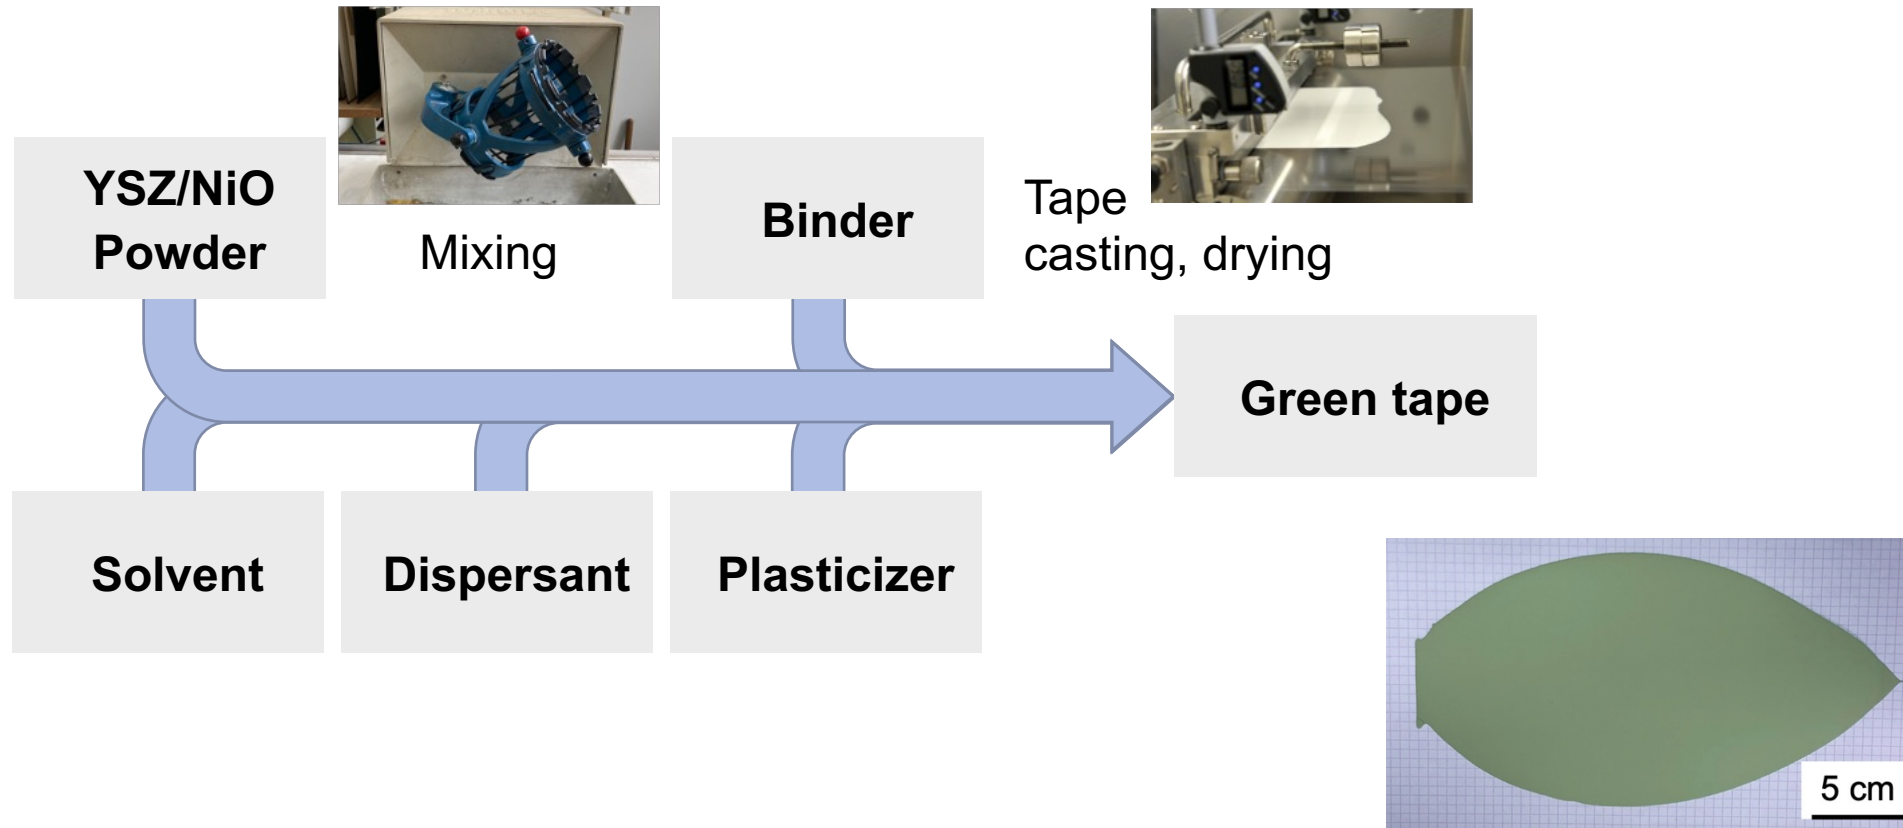 YSZ/NiO
Powder
Mixing
Binder
Tape
casting, drying
Green tape
Solvent
Dispersant
Plasticizer
5 cm